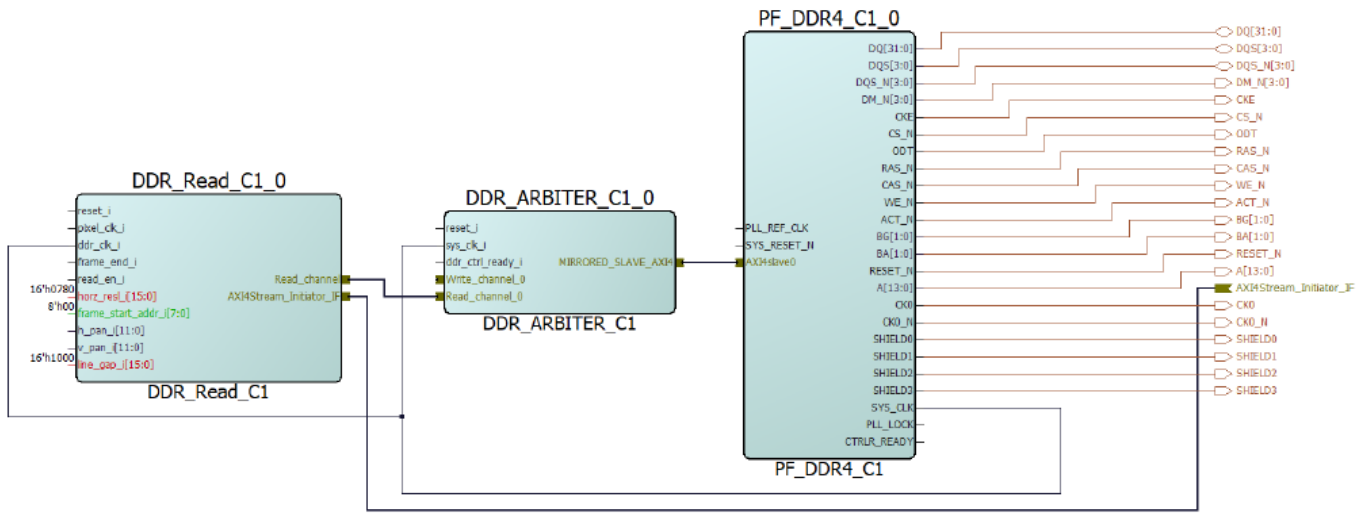 DDR_Read_C1_0
reset_i
pixel_clk_i
ddr_clk_i
frame_end_i
read_en_i
16'h0780
horz_resl_i[15:0]
8'h00
frame_start_addr_i[7:0]
h_pan_i[11:0]
v_pan_i[11:0]
16'h1000
line_gap_i[15:0]
Read_channel
AXI4Stream_Initiator_IF
DDR_Read_C1
DDR_ARBITER_C1_0
reset_i
sys_clk_i
ddr_ctrl_ready_i
Write_channel_0
Read_channel_0
MIRRORED_SLAVE_AXI4
DDR_ARBITER_C1
PF_DDR4_C1_0
PLL_REF_CLK
SYS_RESET_N
AXI4slave0
DQ[31:0]
DQS[3:0]
DQS_N[3:0]
DM_N[3:0]
CKE
CS_N
ODT
RAS_N
CAS_N
WE_N
ACT_N
BG[1:0]
BA[1:0]
RESET_N
A[13:0]
CK0
CK0_N
SHIELD0
SHIELD1
SHIELD2
SHIELD3
SYS_CLK
PLL_LOCK
CTRLR_READY
PF_DDR4_C1
DQ[31:0]
DQS[3:0]
DQS_N[3:0]
DM_N[3:0]
CKE
CS_N
ODT
RAS_N
CAS_N
WE_N
ACT_N
BG[1:0]
BA[1:0]
RESET_N
A[13:0]
AXI4Stream_Initiator_IF
CK0
CK0_N
SHIELD0
SHIELD1
SHIELD2
SHIELD3